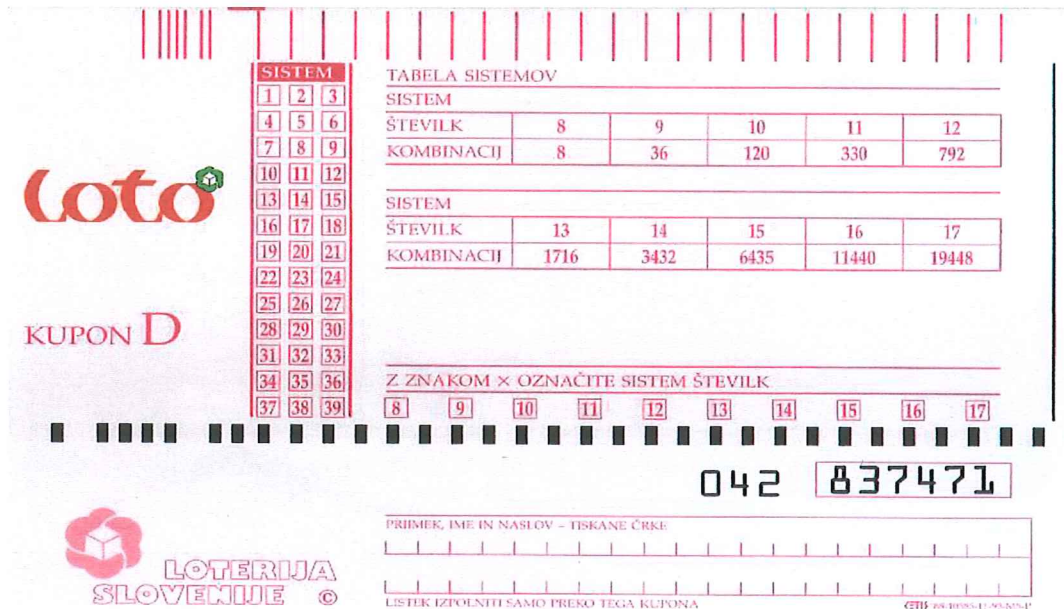 SISTEM
1 2 3
4 5 6
7 8 9
10 11 12
13 14 15
16 17 18
19 20 21
22 23 24
25 26 27
28 29 30
31 32 33
34 35 36
37 38 39
TABELA SISTEMOV
SISTEM
ŠTEVILK 8 9 10 11 12
KOMBINACIJ 8 36 120 330 792
SISTEM
ŠTEVILK 13 14 15 16 17
KOMBINACIJ 1716 3432 6435 11440 19448
Loto
KUPON D
Z ZNAKOM × OZNAČITE SISTEM ŠTEVILK
8 9 10 11 12 13 14 15 16 17
042 837471
PRIIMEK, IME IN NASLOV – TISKANE ČRKE
LOTERIJA
SLOVENIJE ©
LISTEK IZPOLNITI SAMO PREKO TEGA KUPONA